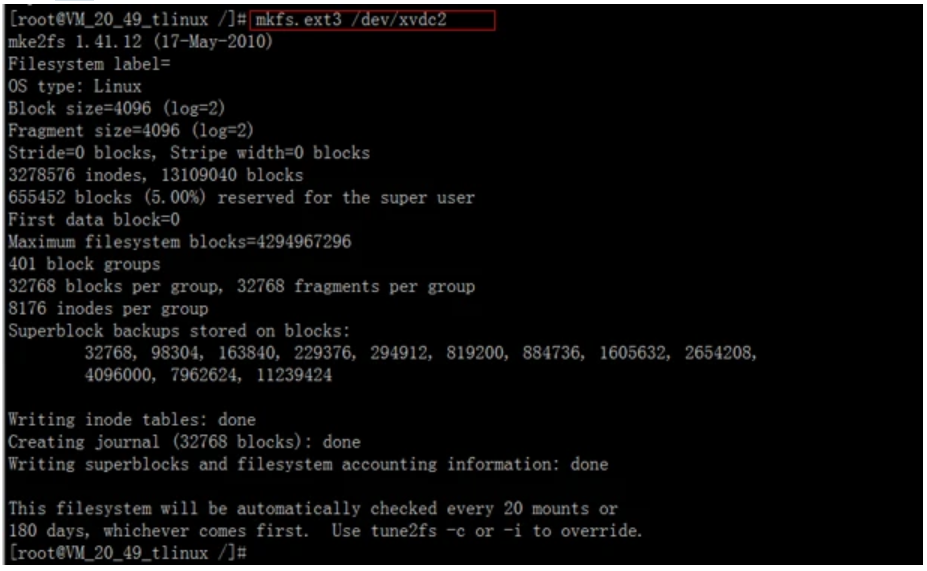 [root@VM_20_49_tlinux /]# mkfs.ext3 /dev/xvdc2
mke2fs 1.41.12 (17-May-2010)
Filesystem label=
OS type: Linux
Block size=4096 (log=2)
Fragment size=4096 (log=2)
Stride=0 blocks, Stripe width=0 blocks
3278576 inodes, 13109040 blocks
655452 blocks (5.00%) reserved for the super user
First data block=0
Maximum filesystem blocks=4294967296
401 block groups
32768 blocks per group, 32768 fragments per group
8176 inodes per group
Superblock backups stored on blocks:
        32768, 98304, 163840, 229376, 294912, 819200, 884736, 1605632, 2654208,
        4096000, 7962624, 11239424

Writing inode tables: done
Creating journal (32768 blocks): done
Writing superblocks and filesystem accounting information: done

This filesystem will be automatically checked every 20 mounts or
180 days, whichever comes first.  Use tune2fs -c or -i to override.
[root@VM_20_49_tlinux /]#